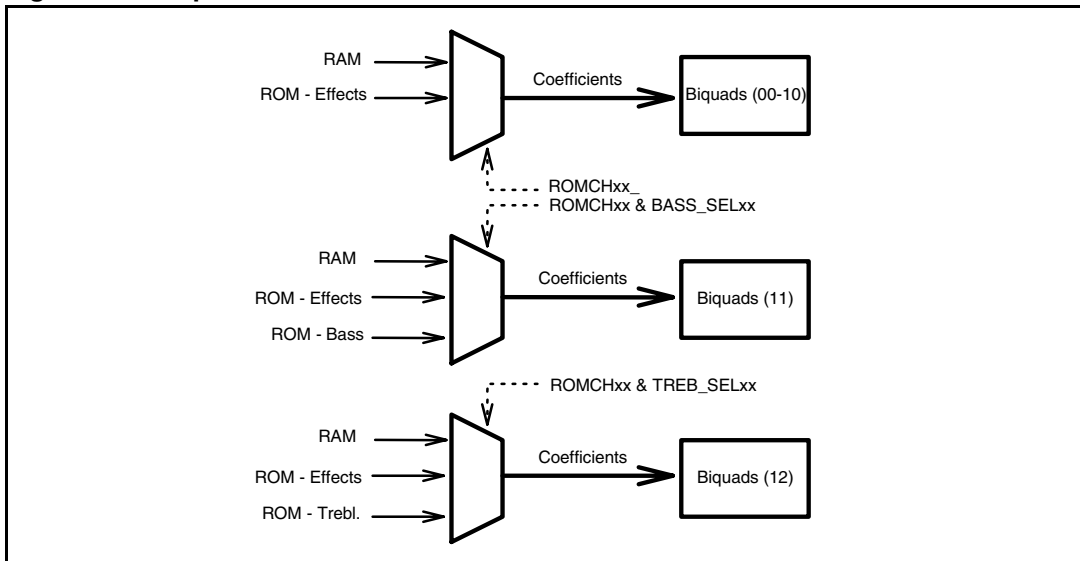 RAM
ROM - Effects
Coefficients
Biquads (00-10)
ROMCHxx_
ROMCHxx & BASS_SELxx
RAM
ROM - Effects
ROM - Bass
Coefficients
Biquads (11)
ROMCHxx & TREB_SELxx
RAM
ROM - Effects
ROM - Trebl.
Coefficients
Biquads (12)